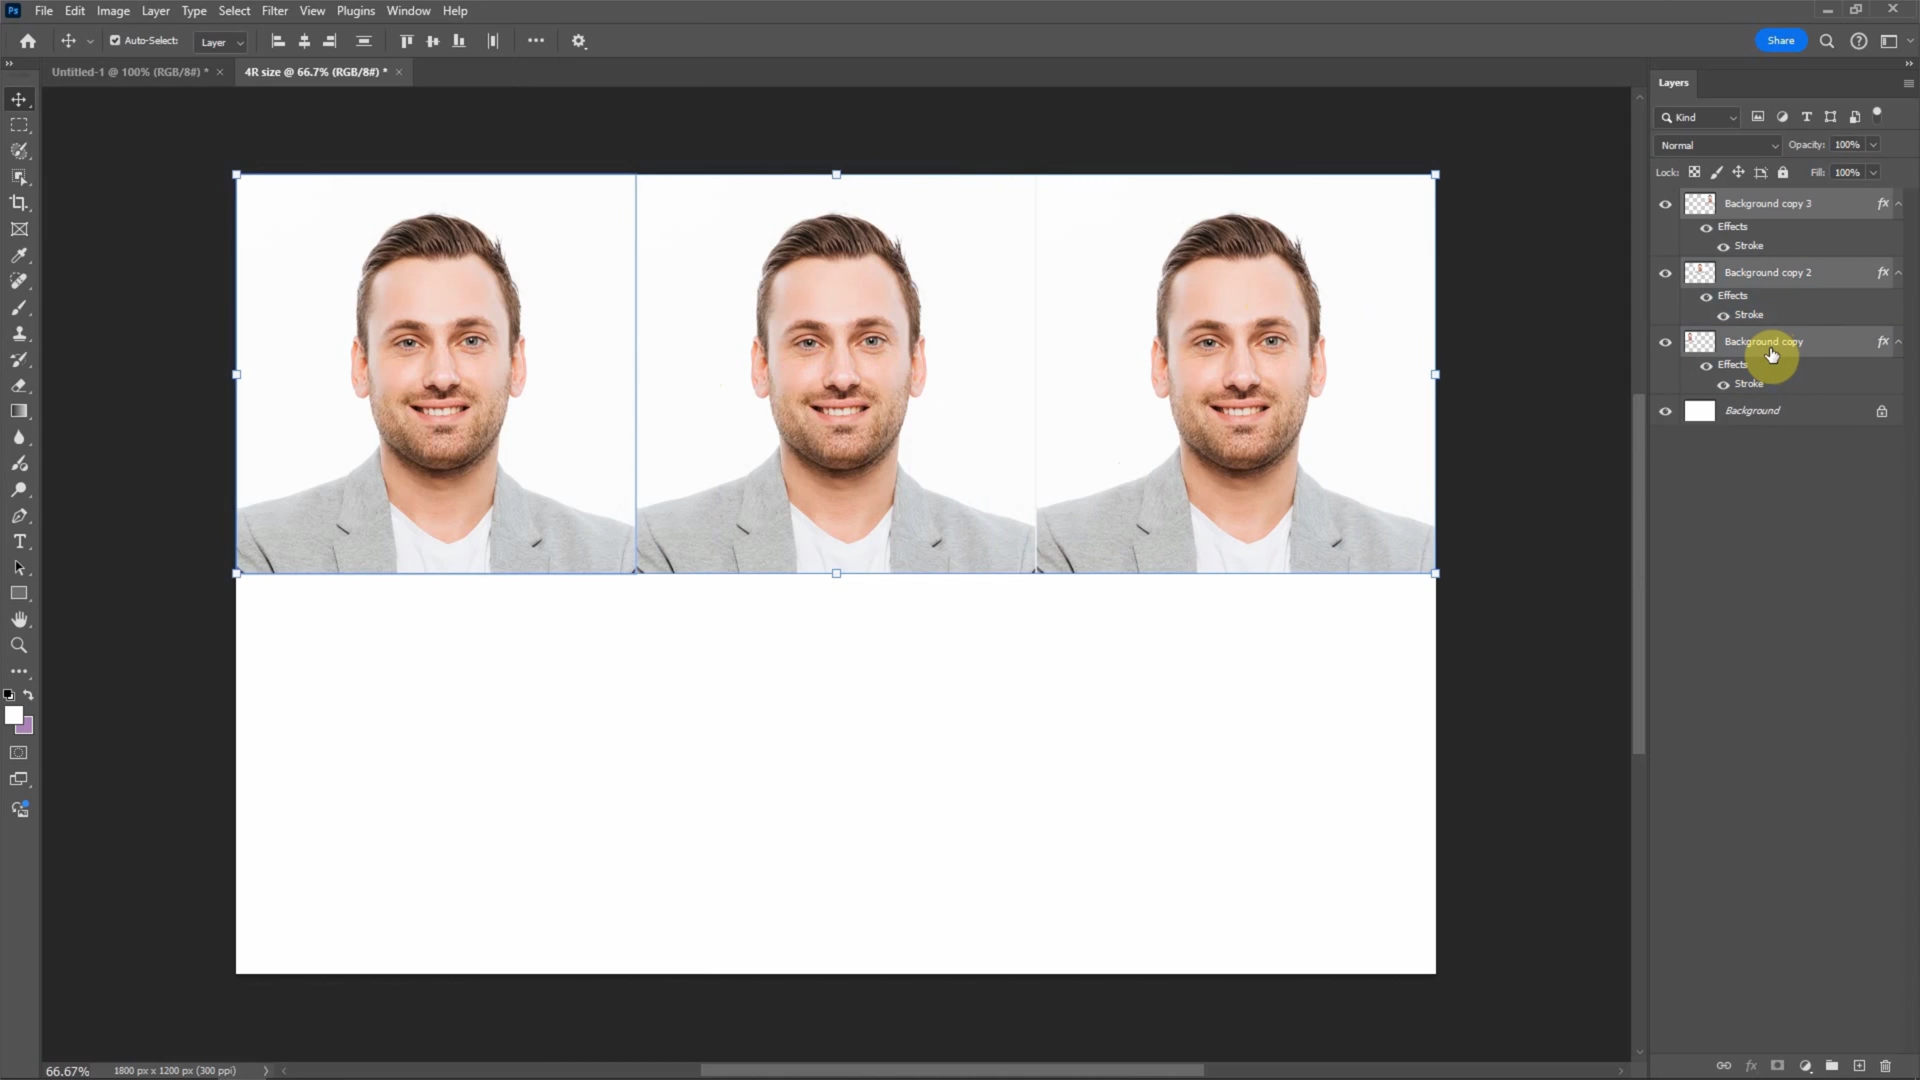 Ps File Edit Image Layer Type Select Filter View Plugins Window Help
Auto-Select: Layer Share
Untitled-1 @ 100% (RGB/8#) * × 4R size @ 66.7% (RGB/8#) * ×
Layers
Kind
Normal Opacity: 100%
Lock: Fill: 100%
Background copy 3 fx
Effects
Stroke
Background copy 2 fx
Effects
Stroke
Background copy fx
Effects
Stroke
Background
66.67% 1800 px x 1200 px (300 ppi)